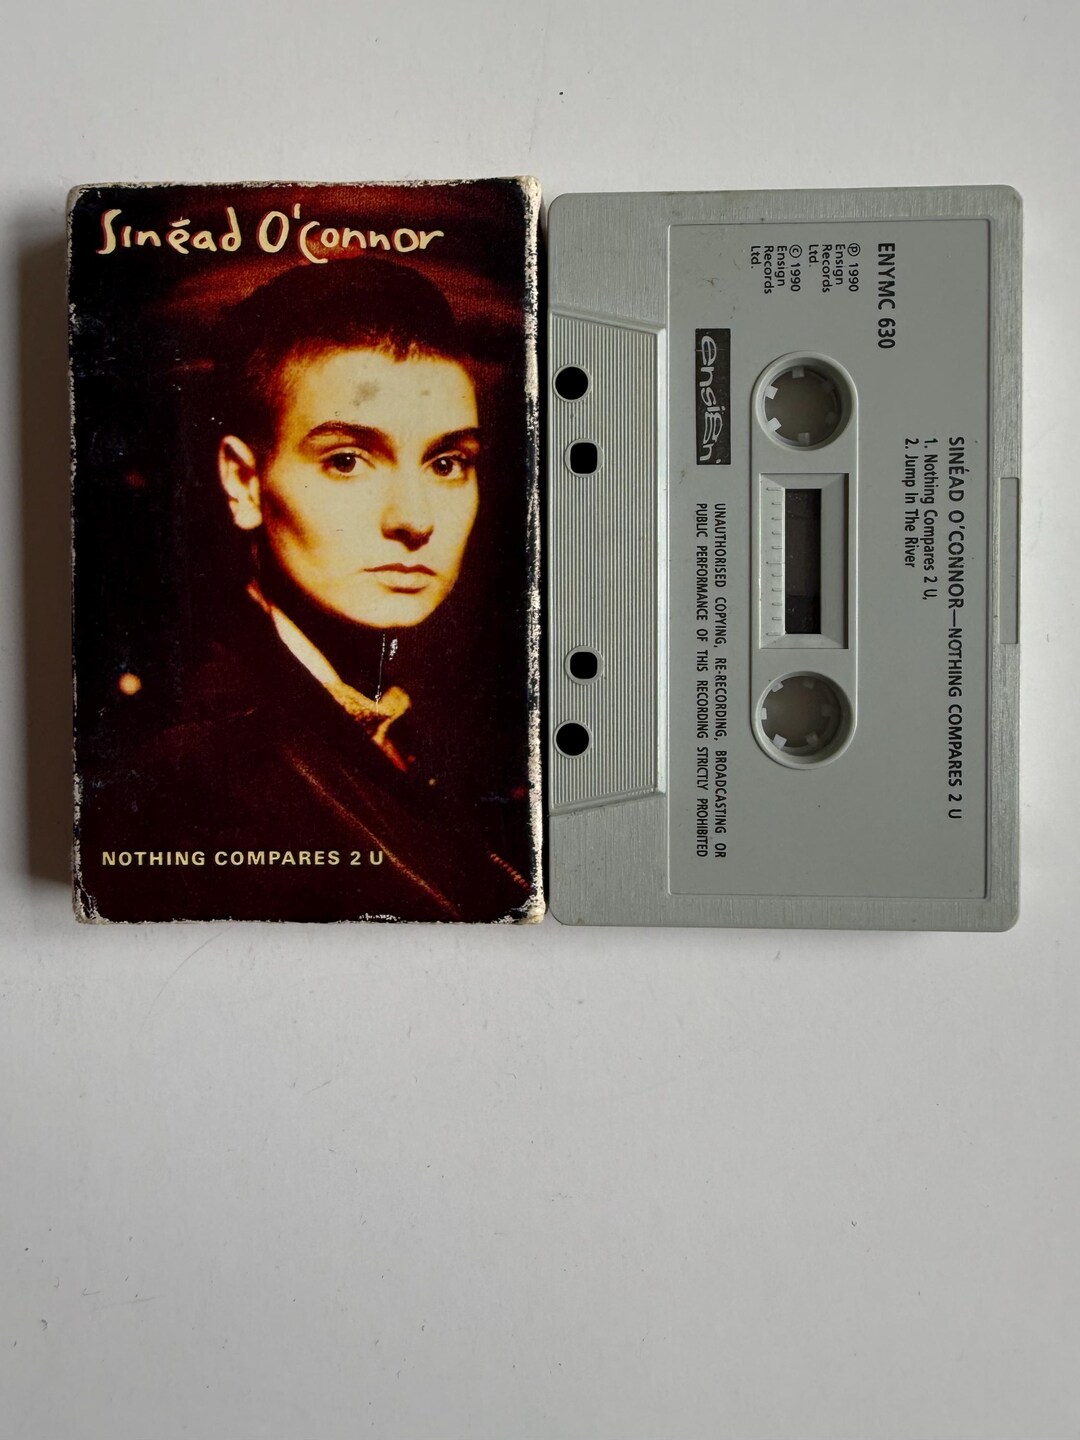 Sinéad O'Connor
NOTHING COMPARES 2 U
SINÉAD O'CONNOR—NOTHING COMPARES 2 U
1. Nothing Compares 2 U,
2. Jump In The River
ENYMC 630
℗ 1990
Ensign
Records
Ltd.
© 1990
Ensign
Records
Ltd.
ensign
UNAUTHORISED COPYING, RE-RECORDING, BROADCASTING OR
PUBLIC PERFORMANCE OF THIS RECORDING STRICTLY PROHIBITED